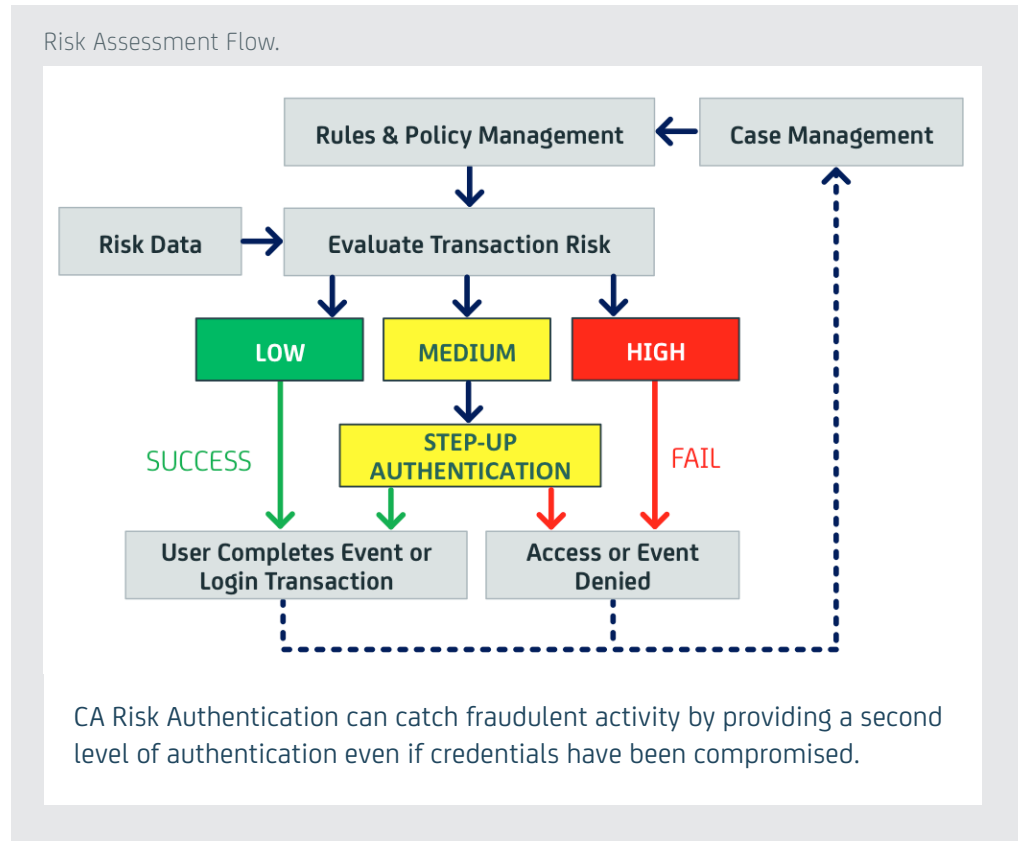 Risk Assessment Flow.
Rules & Policy Management
Case Management
Risk Data
Evaluate Transaction Risk
LOW
MEDIUM
HIGH
SUCCESS
STEP-UP
AUTHENTICATION
FAIL
User Completes Event or
Login Transaction
Access or Event
Denied
CA Risk Authentication can catch fraudulent activity by providing a second
level of authentication even if credentials have been compromised.